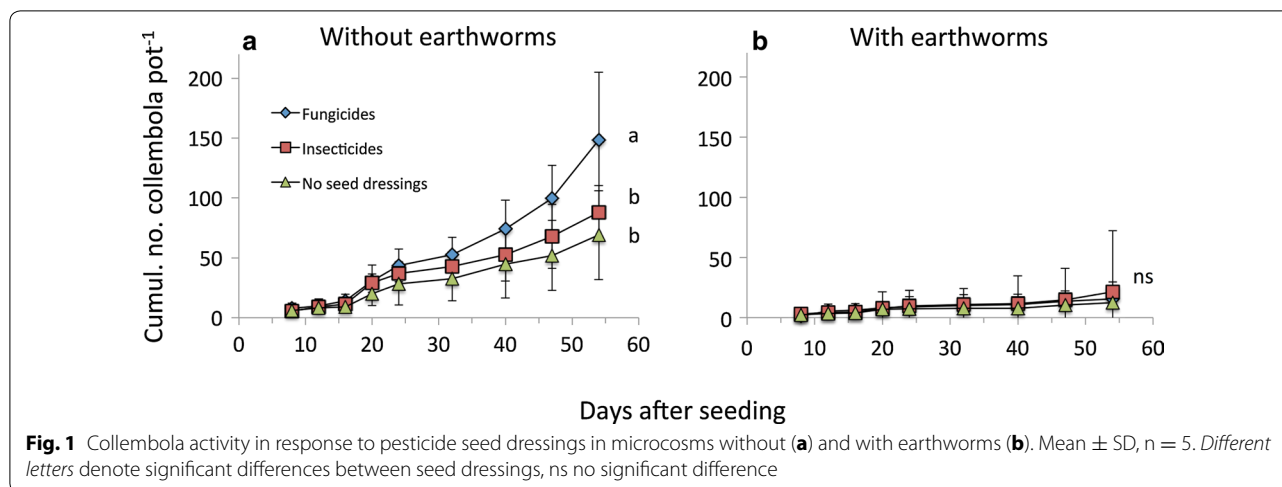 a
Without earthworms
Cumul. no. collembola pot⁻¹
200
150
100
50
0
Fungicides
Insecticides
No seed dressings
a
b
b
0 10 20 30 40 50 60
b
With earthworms
200
150
100
50
0
ns
0 10 20 30 40 50 60
Days after seeding
Fig. 1 Collembola activity in response to pesticide seed dressings in microcosms without (a) and with earthworms (b). Mean ± SD, n = 5. Different
letters denote significant differences between seed dressings, ns no significant difference